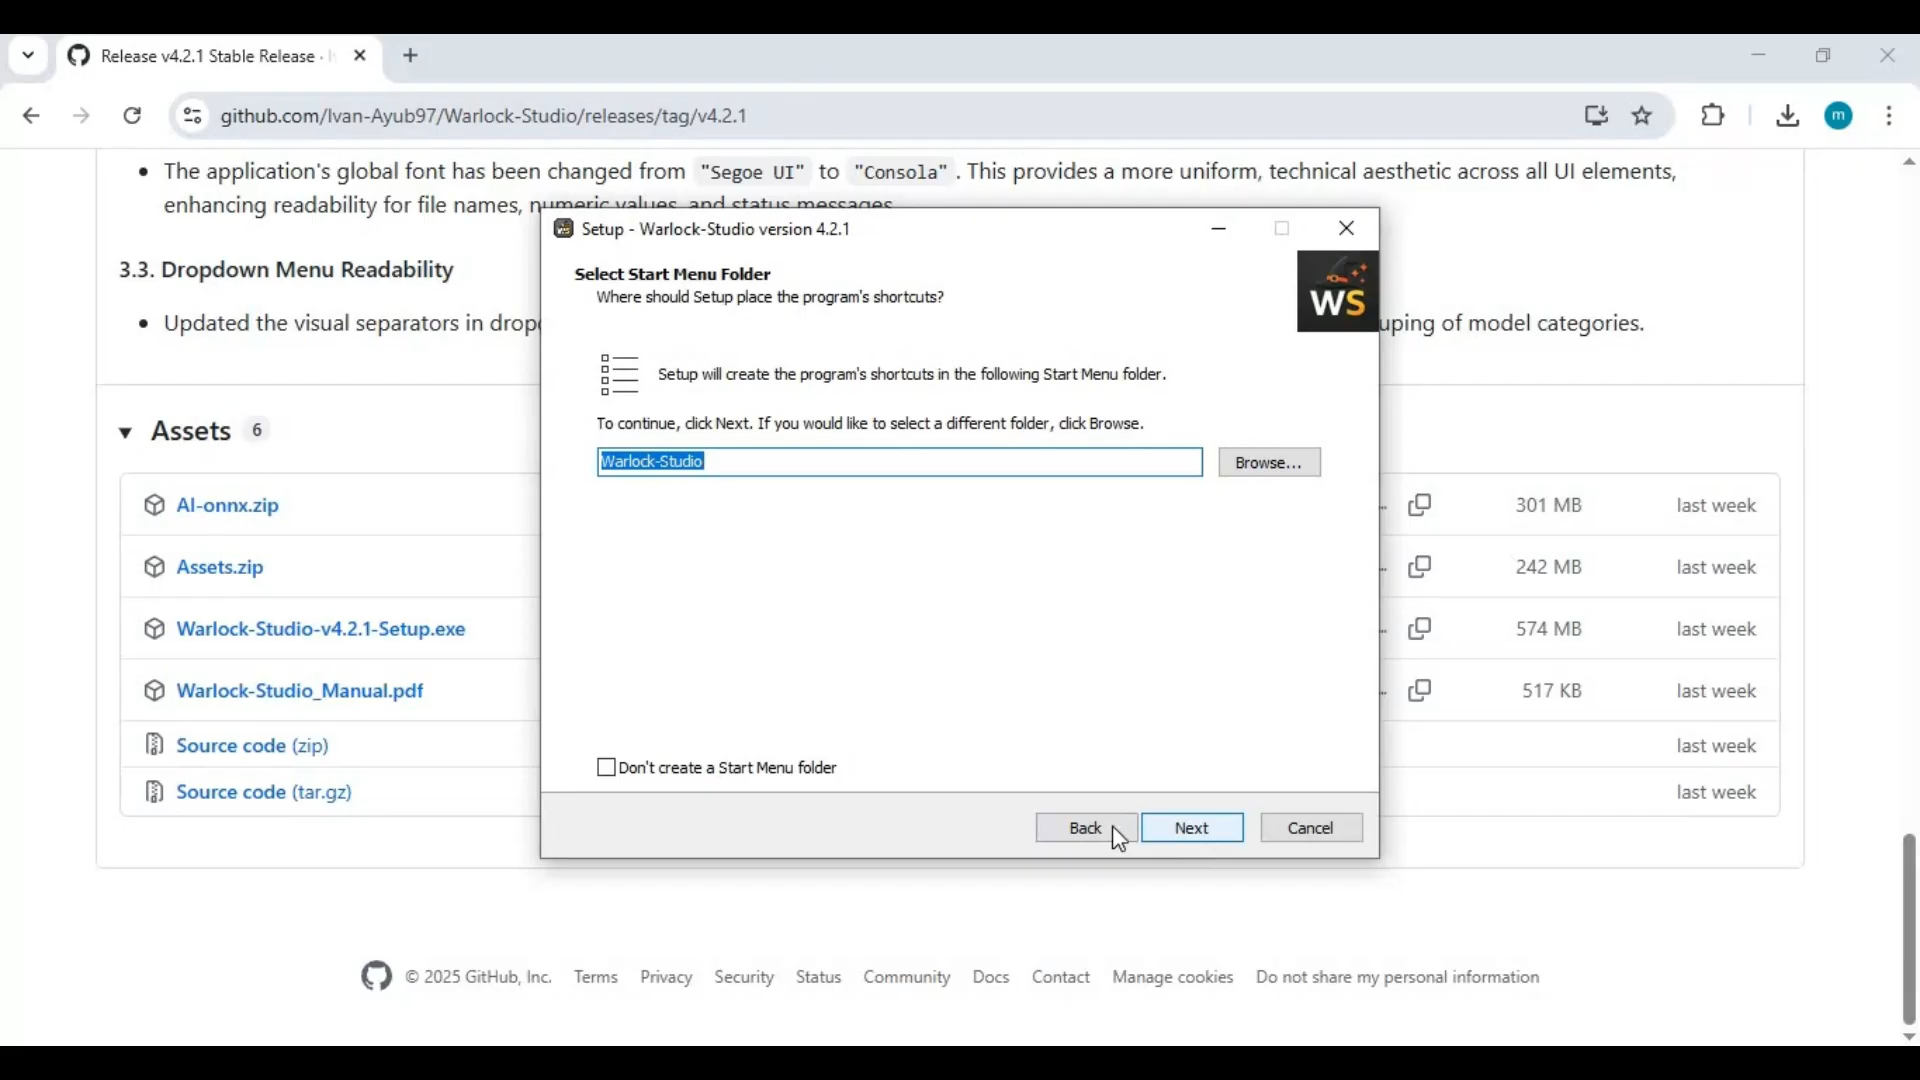 Release v4.2.1 Stable Release ·
github.com/Ivan-Ayub97/Warlock-Studio/releases/tag/v4.2.1
m
• The application's global font has been changed from "Segoe UI" to "Consola". This provides a more uniform, technical aesthetic across all UI elements,
enhancing readability for file names, numeric values, and status messages
3.3. Dropdown Menu Readability
• Updated the visual separators in
uping of model categories.
Setup - Warlock-Studio version 4.2.1
Select Start Menu Folder
Where should Setup place the program's shortcuts?
WS
Setup will create the program's shortcuts in the following Start Menu folder.
To continue, click Next. If you would like to select a different folder, click Browse.
Warlock-Studio
Browse...
Don't create a Start Menu folder
Back
Next
Cancel
Assets 6
AI-onnx.zip 301 MB last week
Assets.zip 242 MB last week
Warlock-Studio-v4.2.1-Setup.exe 574 MB last week
Warlock-Studio_Manual.pdf 517 KB last week
Source code (zip) last week
Source code (tar.gz) last week
© 2025 GitHub, Inc. Terms Privacy Security Status Community Docs Contact Manage cookies Do not share my personal information